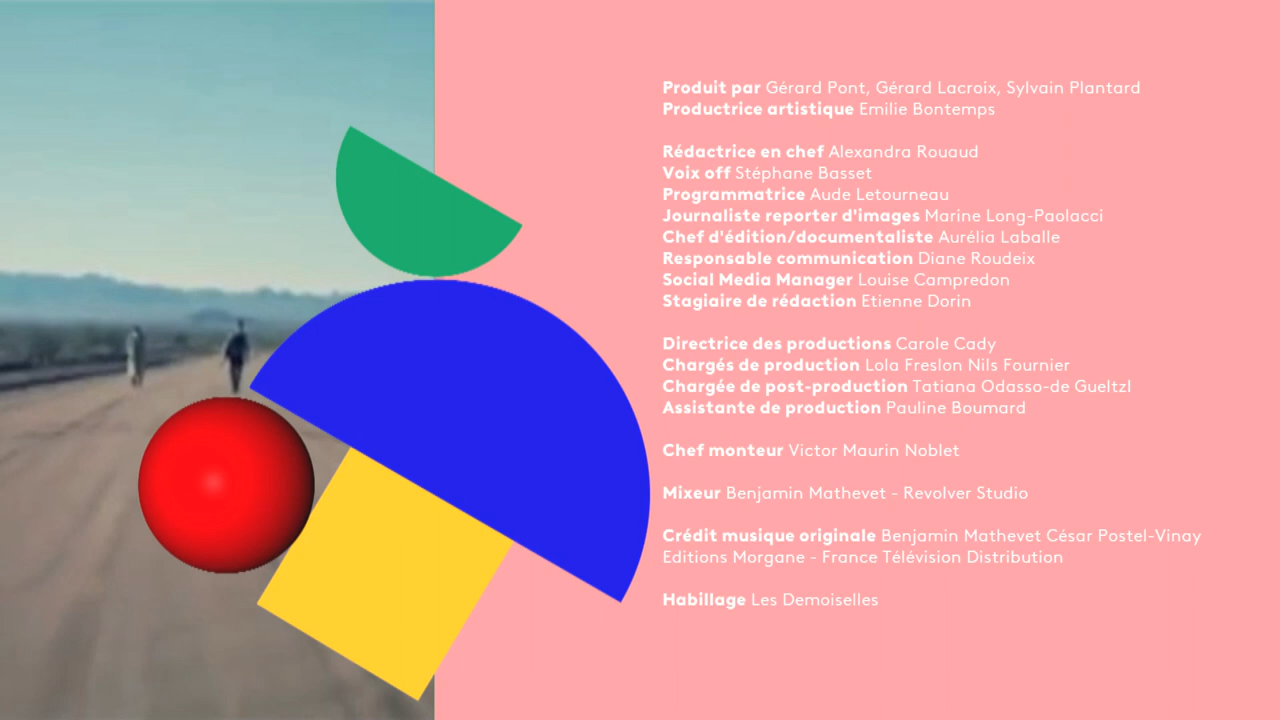 Produit par Gérard Pont, Gérard Lacroix, Sylvain Plantard
Productrice artistique Emilie Bontemps
Rédactrice en chef Alexandra Rouaud
Voix off Stéphane Basset
Programmatrice Aude Letourneau
Journaliste reporter d'images Marine Long-Paolacci
Chef d'édition/documentaliste Aurélia Laballe
Responsable communication Diane Roudeix
Social Media Manager Louise Campredon
Stagiaire de rédaction Etienne Dorin
Directrice des productions Carole Cady
Chargés de production Lola Freslon Nils Fournier
Chargée de post-production Tatiana Odasso-de Gueltzl
Assistante de production Pauline Boumard
Chef monteur Victor Maurin Noblet
Mixeur Benjamin Mathevet - Revolver Studio
Crédit musique originale Benjamin Mathevet César Postel-Vinay
Editions Morgane - France Télévision Distribution
Habillage Les Demoiselles